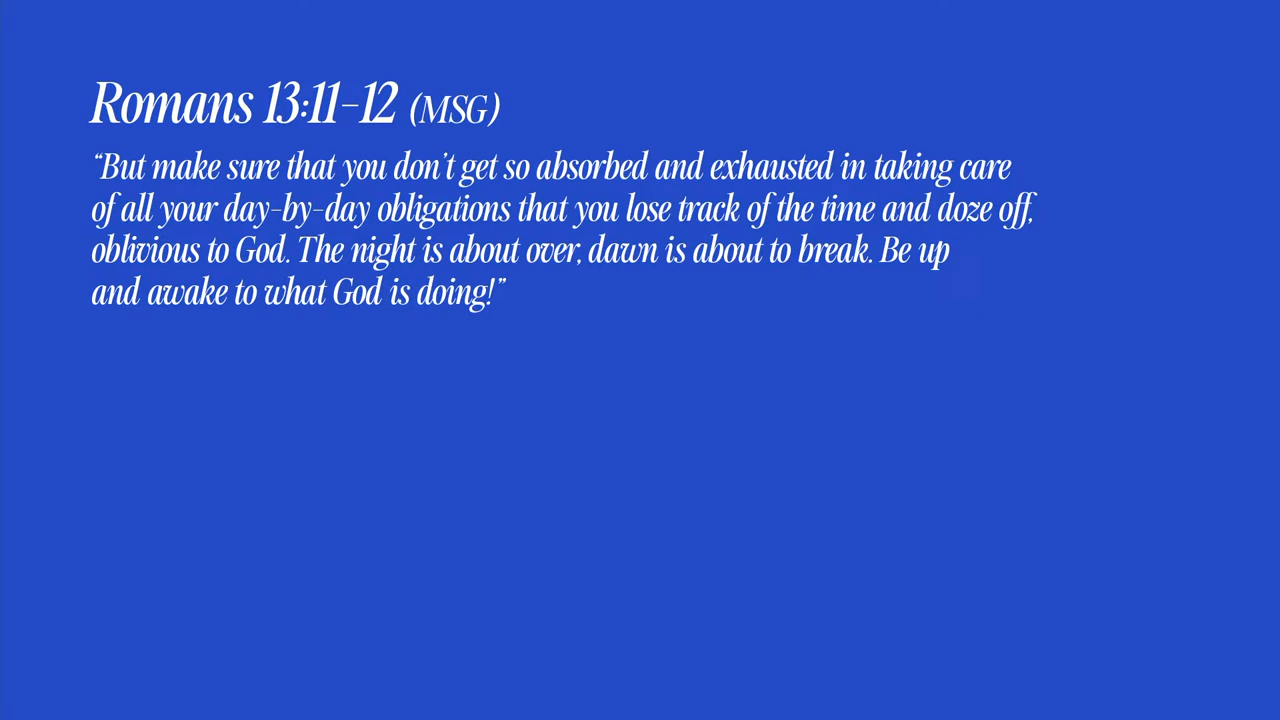 Romans 13:11-12 (MSG)
“But make sure that you don’t get so absorbed and exhausted in taking care
of all your day-by-day obligations that you lose track of the time and doze off,
oblivious to God. The night is about over, dawn is about to break. Be up
and awake to what God is doing!”